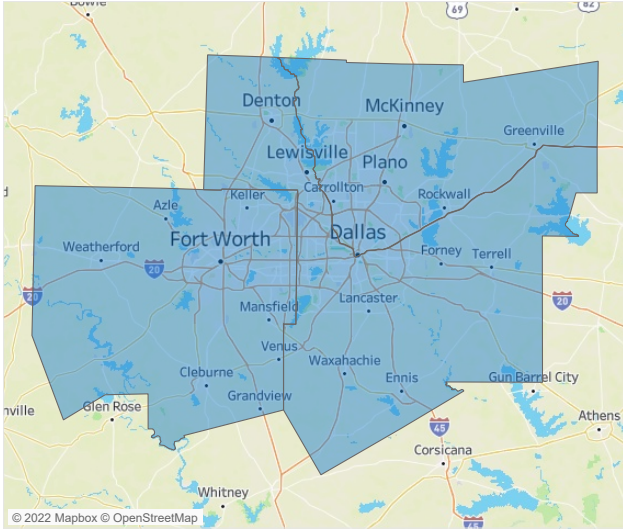 Bowie
69
82
Denton
McKinney
Greenville
Lewisville
Plano
Carrollton
Keller
Rockwall
Azle
Fort Worth
Dallas
Weatherford
Forney
Terrell
20
20
20
Mansfield
Lancaster
Venus
Waxahachie
Cleburne
Ennis
Gun Barrel City
Grandview
Glen Rose
nville
Athens
45
Corsicana
Whitney
45
© 2022 Mapbox © OpenStreetMap